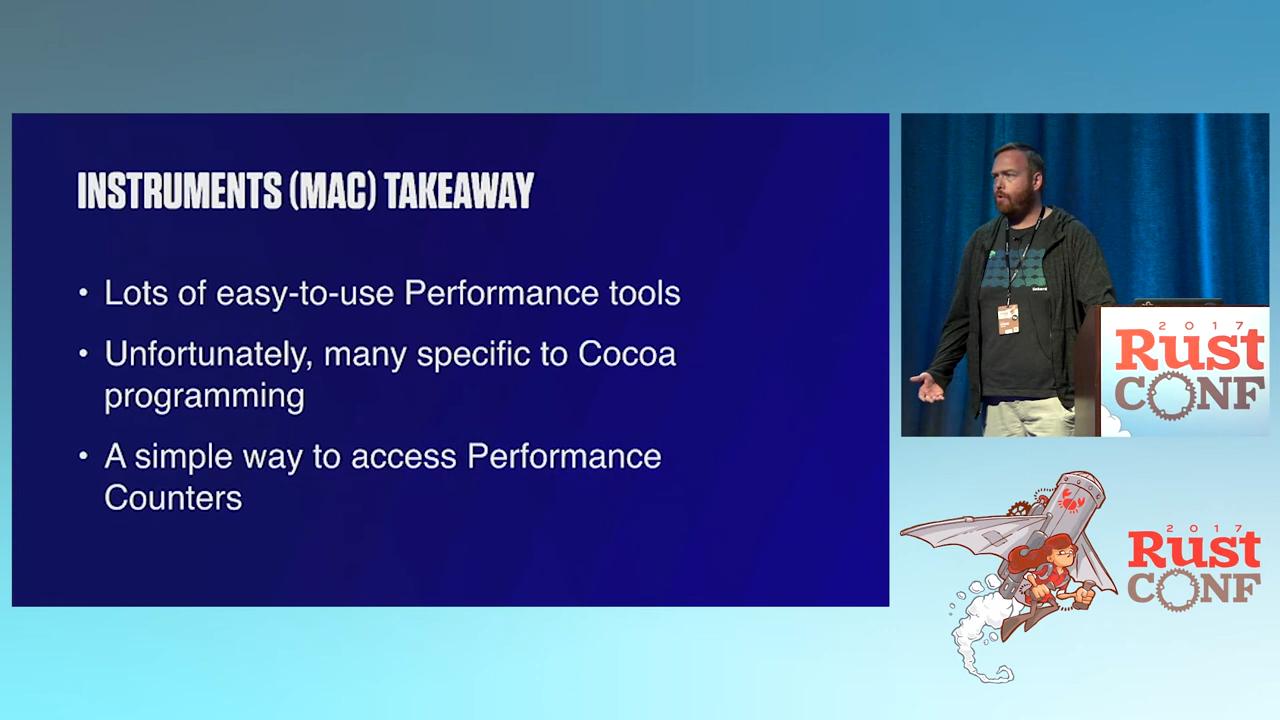 INSTRUMENTS (MAC) TAKEAWAY
• Lots of easy-to-use Performance tools
• Unfortunately, many specific to Cocoa
programming
• A simple way to access Performance
Counters
2017
Rust
CONF
2017
Rust
CONF